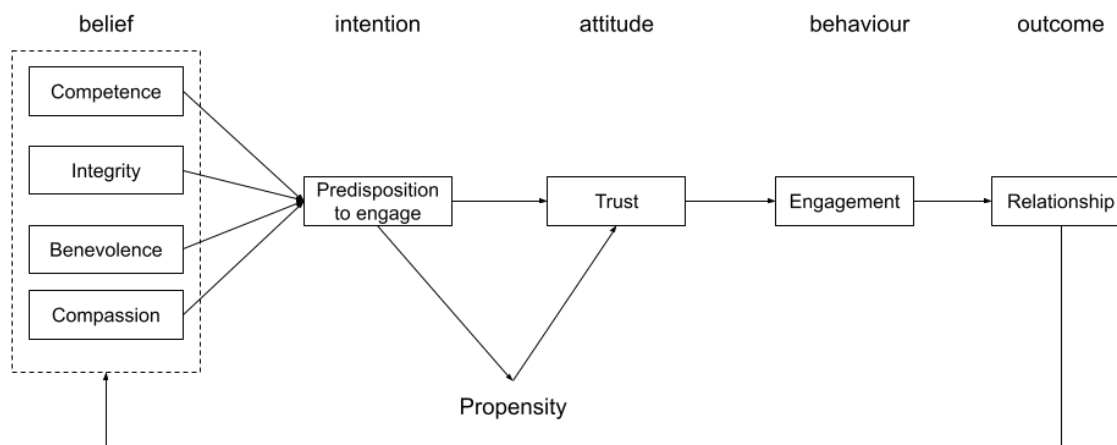 belief
intention
attitude
behaviour
outcome
Competence
Integrity
Benevolence
Compassion
Predisposition
to engage
Trust
Engagement
Relationship
Propensity